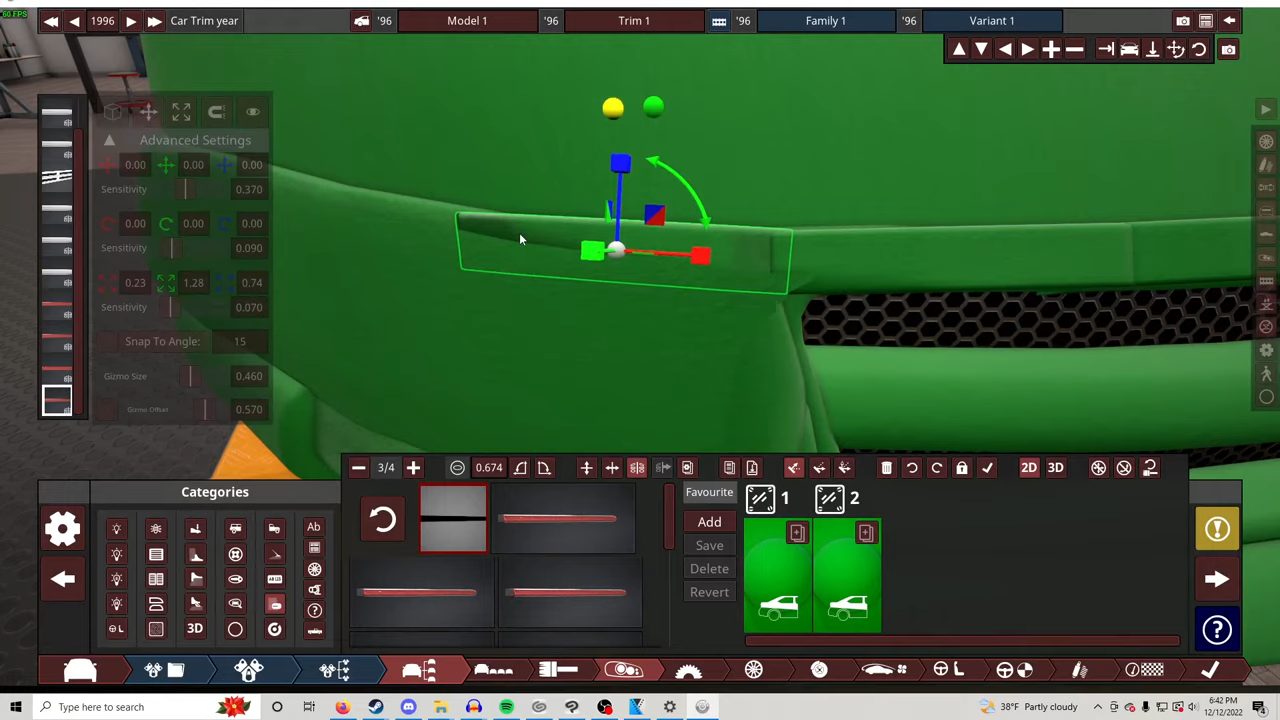 60 FPS
1996
Car Trim year
'96
Model 1
'96
Trim 1
'96
Family 1
'96
Variant 1
Advanced Settings
0.00
0.00
0.00
Sensitivity
0.370
0.00
0.00
0.00
Sensitivity
0.090
0.23
1.28
0.74
Sensitivity
0.070
Snap To Angle:
15
Gizmo Size
0.460
Gizmo Offset
0.570
3/4
0.674
2D
3D
Categories
Ab
3D
Favourite
Add
Save
Delete
Revert
1
2
Type here to search
38°F Partly cloudy
6:42 PM
12/12/2022